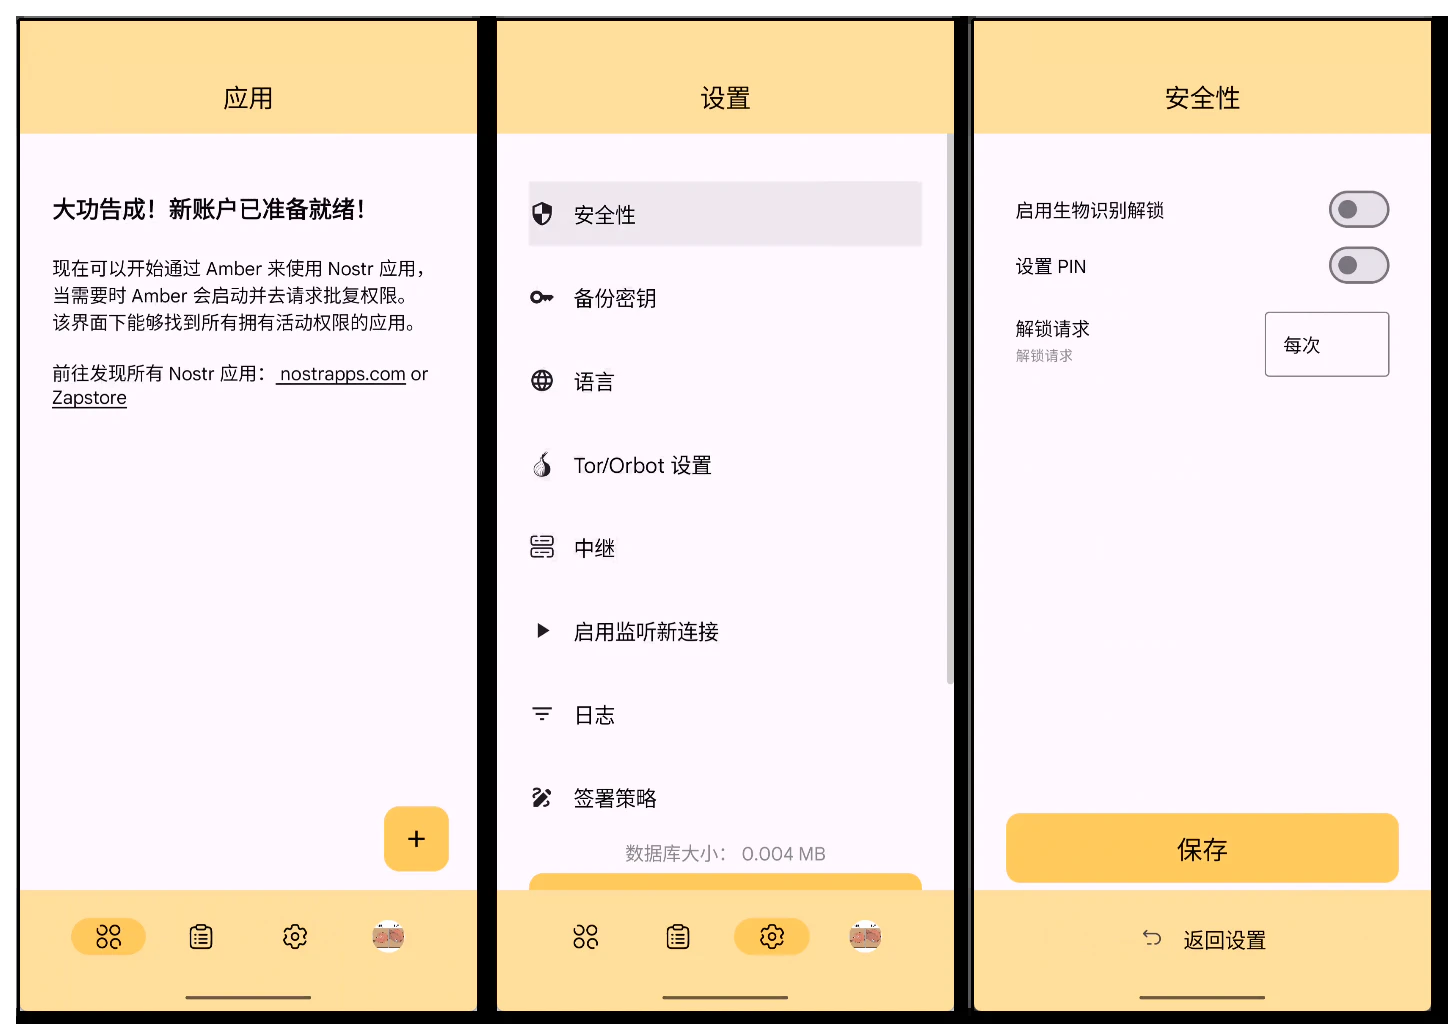 应用
大功告成！新账户已准备就绪！
现在可以开始通过 Amber 来使用 Nostr 应用，
当需要时 Amber 会启动并去请求批复权限。
该界面下能够找到所有拥有活动权限的应用。
前往发现所有 Nostr 应用： nostrapps.com or
Zapstore
+
设置
安全性
备份密钥
语言
Tor/Orbot 设置
中继
启用监听新连接
日志
签署策略
数据库大小： 0.004 MB
安全性
启用生物识别解锁
设置 PIN
解锁请求
解锁请求
每次
保存
返回设置